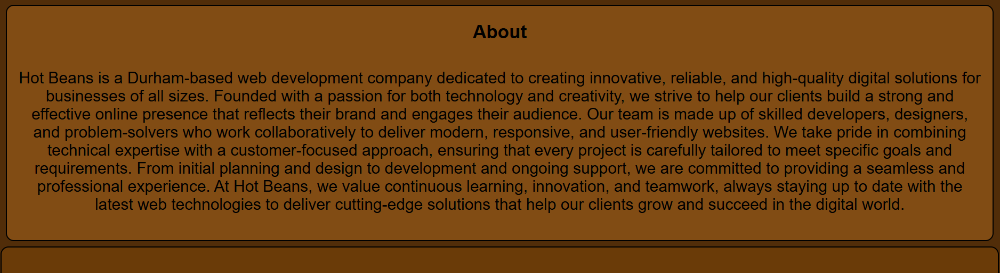 About
Hot Beans is a Durham-based web development company dedicated to creating innovative, reliable, and high-quality digital solutions for
businesses of all sizes. Founded with a passion for both technology and creativity, we strive to help our clients build a strong and
effective online presence that reflects their brand and engages their audience. Our team is made up of skilled developers, designers,
and problem-solvers who work collaboratively to deliver modern, responsive, and user-friendly websites. We take pride in combining
technical expertise with a customer-focused approach, ensuring that every project is carefully tailored to meet specific goals and
requirements. From initial planning and design to development and ongoing support, we are committed to providing a seamless and
professional experience. At Hot Beans, we value continuous learning, innovation, and teamwork, always staying up to date with the
latest web technologies to deliver cutting-edge solutions that help our clients grow and succeed in the digital world.